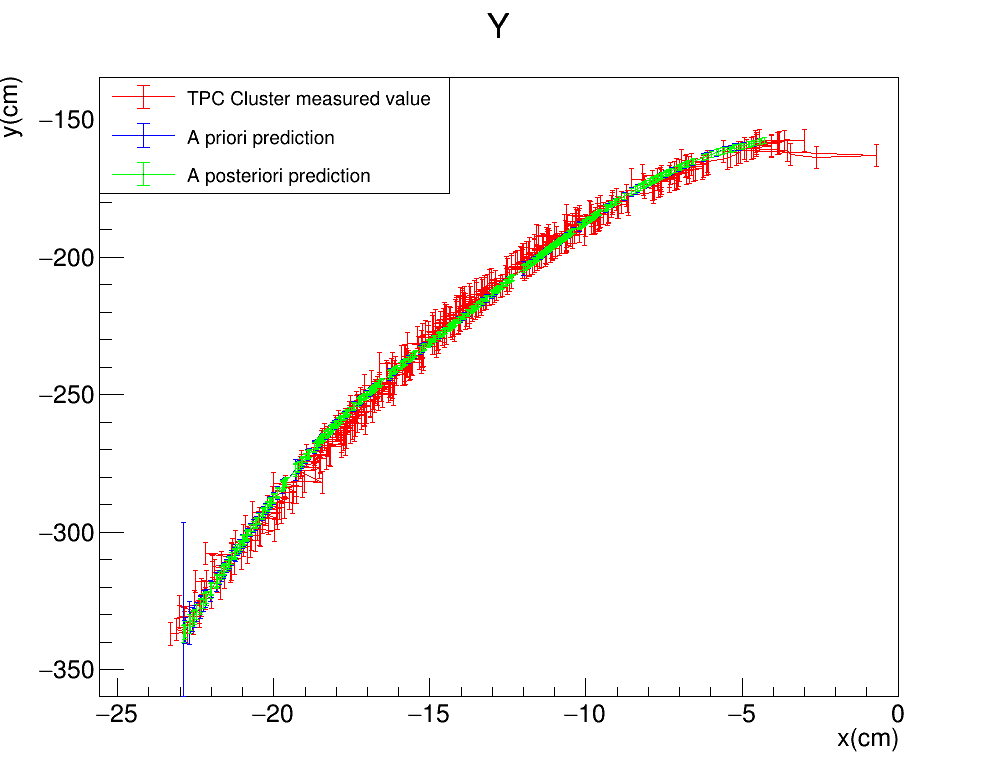 Y
y(cm)
TPC Cluster measured value
A priori prediction
A posteriori prediction
−150
−200
−250
−300
−350
−25 −20 −15 −10 −5 0
x(cm)